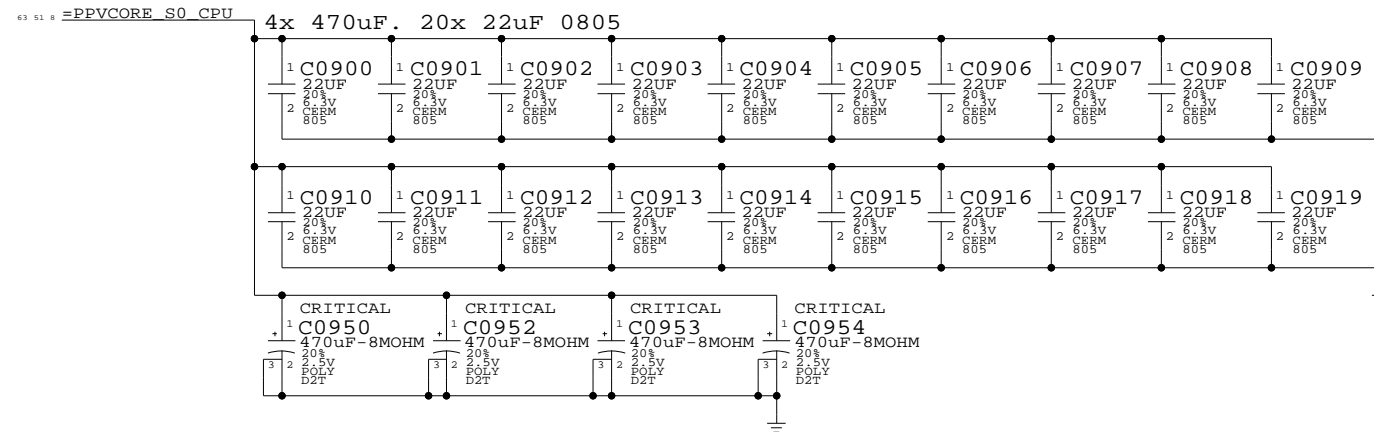 63 51 8 =PPVCORE_S0_CPU
4x 470uF. 20x 22uF 0805
1 C0900 1 C0901 1 C0902 1 C0903 1 C0904 1 C0905 1 C0906 1 C0907 1 C0908 1 C0909
22UF 22UF 22UF 22UF 22UF 22UF 22UF 22UF 22UF 22UF
20% 20% 20% 20% 20% 20% 20% 20% 20% 20%
2 6.3V 2 6.3V 2 6.3V 2 6.3V 2 6.3V 2 6.3V 2 6.3V 2 6.3V 2 6.3V 2 6.3V
CERM CERM CERM CERM CERM CERM CERM CERM CERM CERM
805 805 805 805 805 805 805 805 805 805
1 C0910 1 C0911 1 C0912 1 C0913 1 C0914 1 C0915 1 C0916 1 C0917 1 C0918 1 C0919
22UF 22UF 22UF 22UF 22UF 22UF 22UF 22UF 22UF 22UF
20% 20% 20% 20% 20% 20% 20% 20% 20% 20%
2 6.3V 2 6.3V 2 6.3V 2 6.3V 2 6.3V 2 6.3V 2 6.3V 2 6.3V 2 6.3V 2 6.3V
CERM CERM CERM CERM CERM CERM CERM CERM CERM CERM
805 805 805 805 805 805 805 805 805 805
CRITICAL CRITICAL CRITICAL CRITICAL
1 C0950 1 C0952 1 C0953 1 C0954
+ 470uF-8MOHM + 470uF-8MOHM + 470uF-8MOHM + 470uF-8MOHM
20% 20% 20% 20%
3 2 2.5V 3 2 2.5V 3 2 2.5V 3 2 2.5V
POLY POLY POLY POLY
D2T D2T D2T D2T